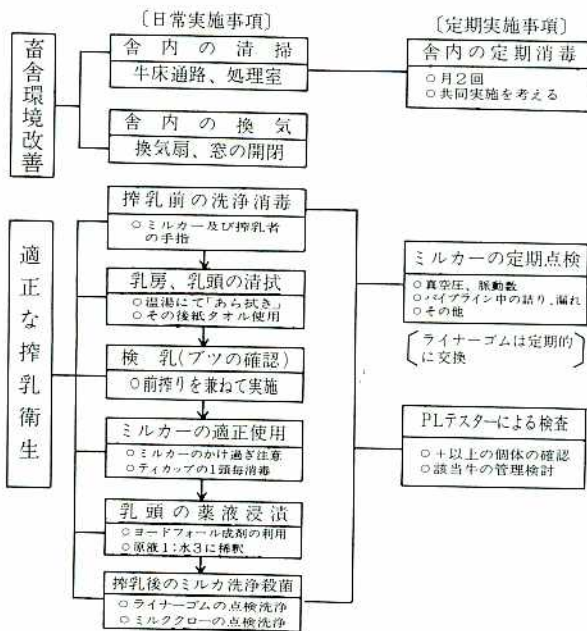 〔日常実施事項〕
〔定期実施事項〕
畜舎環境改善
舎内の清掃
牛床通路、処理室
舎内の定期消毒
○月2回
○共同実施を考える
舎内の換気
換気扇、窓の開閉
適正な搾乳衛生
搾乳前の洗浄消毒
○ミルカー及び搾乳者
の手指
乳房、乳頭の清拭
○温湯にて「あら拭き」
○その後紙タオル使用
検乳(ブツの確認)
○前搾りを兼ねて実施
ミルカーの適正使用
○ミルカーのかけ過ぎ注意
○ティカップの1頭毎消毒
乳頭の薬液浸漬
○ヨードフォール成剤の利用
○原液1:水3に稀釈
搾乳後のミルカ洗浄殺菌
○ライナーゴムの点検洗浄
○ミルククローの点検洗浄
ミルカーの定期点検
○真空圧、脈動数
○パイプライン中の詰り、漏れ
○その他
〔ライナーゴムは定期的
に交換〕
PLテスターによる検査
○+以上の個体の確認
○該当牛の管理検討